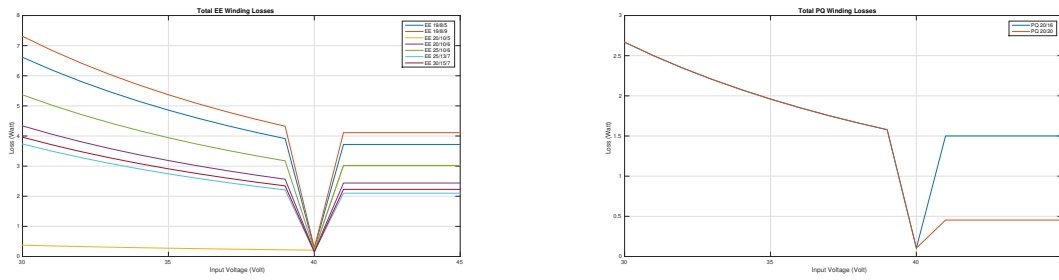 Total EE Winding Losses
EE 19/8/5
EE 19/8/9
EE 20/10/5
EE 20/10/6
EE 25/10/6
EE 25/13/7
EE 30/15/7
8
7
6
5
4
3
2
1
0
Loss (Watt)
30
35
40
45
Input Voltage (Volt)
Total PQ Winding Losses
PQ 20/16
PQ 20/20
3
2.5
2
1.5
1
0.5
0
Loss (Watt)
30
35
40
Input Voltage (Volt)